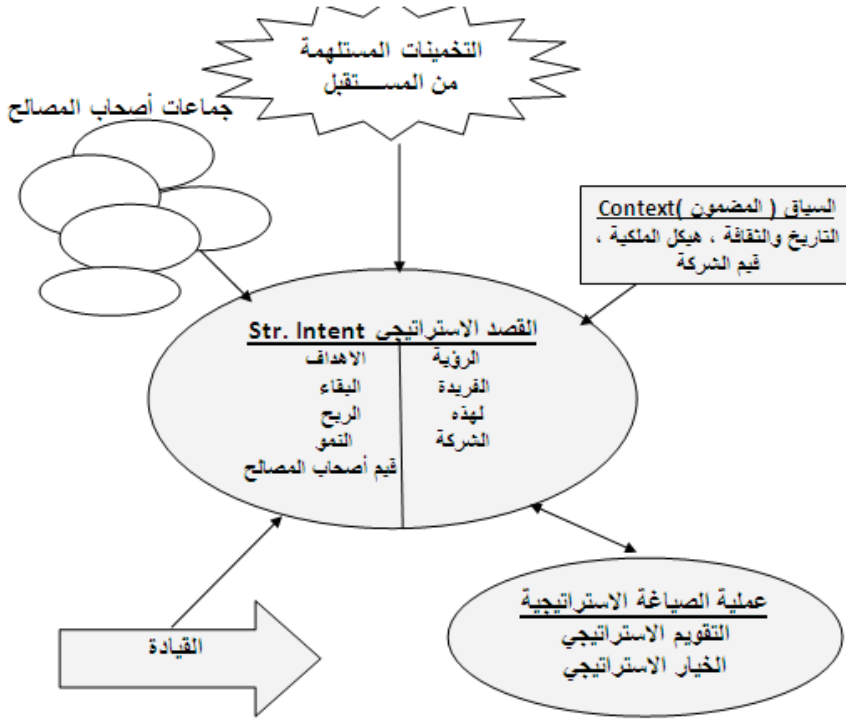 التخمينات المستلهمة
من المستقبل
جماعات أصحاب المصالح
السياق ( المضمون )Context
التاريخ والثقافة ، هيكل الملكية ،
قيم الشركة
القصد الاستراتيجي Str. Intent
الرؤية
الفريدة
لهذه
الشركة
الاهداف
البقاء
الربح
النمو
قيم أصحاب المصالح
القيادة
عملية الصياغة الاستراتيجية
التقويم الاستراتيجي
الخيار الاستراتيجي